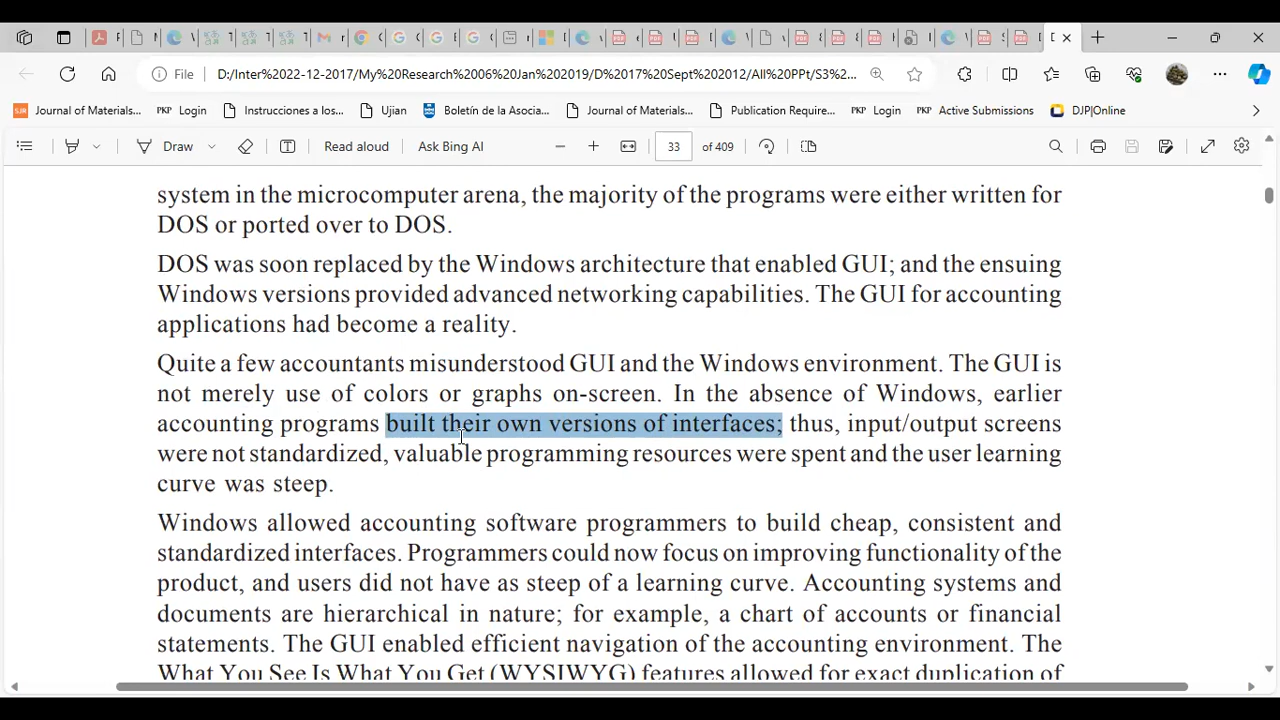 File D:/Inter%2022-12-2017/My%20Research%2006%20Jan%2019/D%2017%20Sept%202012/All%20PPt/S3%2...
Journal of Materials... PKP Login Instrucciones a los... Ujian Boletín de la Asocia... Journal of Materials... Publication Require... PKP Login PKP Active Submissions DJP|Online
Draw Read aloud Ask Bing AI 33 of 409
system in the microcomputer arena, the majority of the programs were either written for
DOS or ported over to DOS.
DOS was soon replaced by the Windows architecture that enabled GUI; and the ensuing
Windows versions provided advanced networking capabilities. The GUI for accounting
applications had become a reality.
Quite a few accountants misunderstood GUI and the Windows environment. The GUI is
not merely use of colors or graphs on-screen. In the absence of Windows, earlier
accounting programs built their own versions of interfaces; thus, input/output screens
were not standardized, valuable programming resources were spent and the user learning
curve was steep.
Windows allowed accounting software programmers to build cheap, consistent and
standardized interfaces. Programmers could now focus on improving functionality of the
product, and users did not have as steep of a learning curve. Accounting systems and
documents are hierarchical in nature; for example, a chart of accounts or financial
statements. The GUI enabled efficient navigation of the accounting environment. The
What You See Is What You Get (WYSIWYG) features allowed for exact duplication of